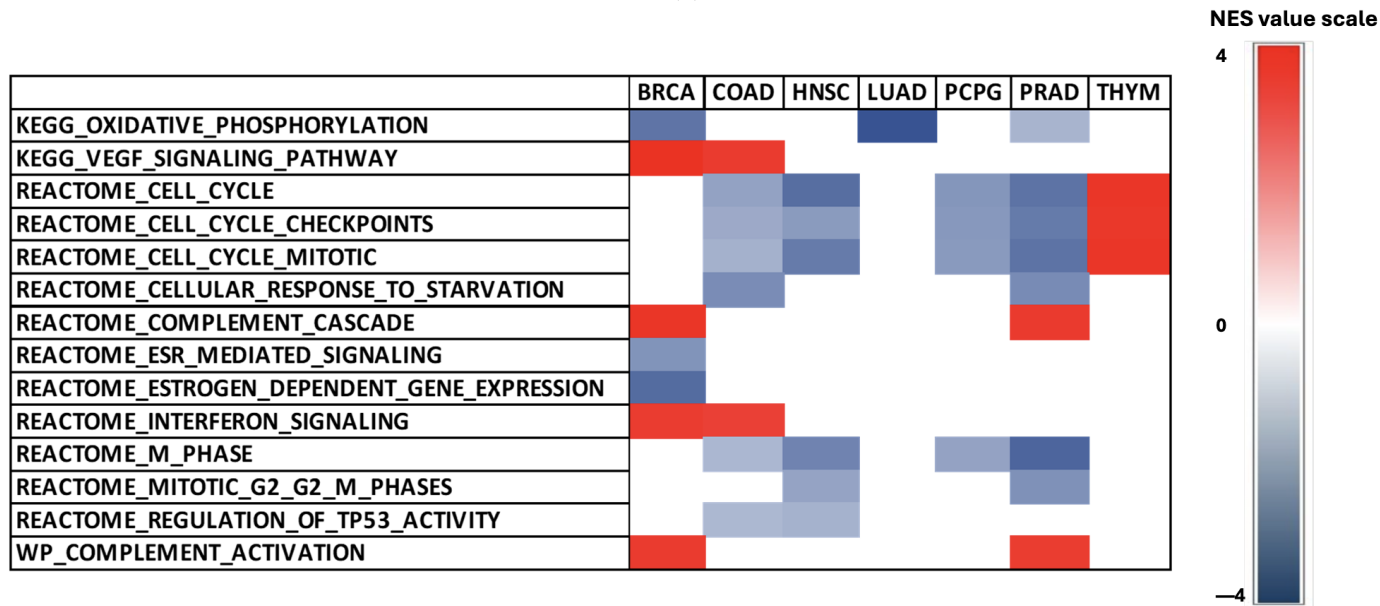 NES value scale
4
BRCA COAD HNSC LUAD PCPG PRAD THYM
KEGG_OXIDATIVE_PHOSPHORYLATION
KEGG_VEGF_SIGNALING_PATHWAY
REACTOME_CELL_CYCLE
REACTOME_CELL_CYCLE_CHECKPOINTS
REACTOME_CELL_CYCLE_MITOTIC
REACTOME_CELLULAR_RESPONSE_TO_STARVATION
REACTOME_COMPLEMENT_CASCADE
0
REACTOME_ESR_MEDIATED_SIGNALING
REACTOME_ESTROGEN_DEPENDENT_GENE_EXPRESSION
REACTOME_INTERFERON_SIGNALING
REACTOME_M_PHASE
REACTOME_MITOTIC_G2_G2_M_PHASES
REACTOME_REGULATION_OF_TP53_ACTIVITY
WP_COMPLEMENT_ACTIVATION
—4